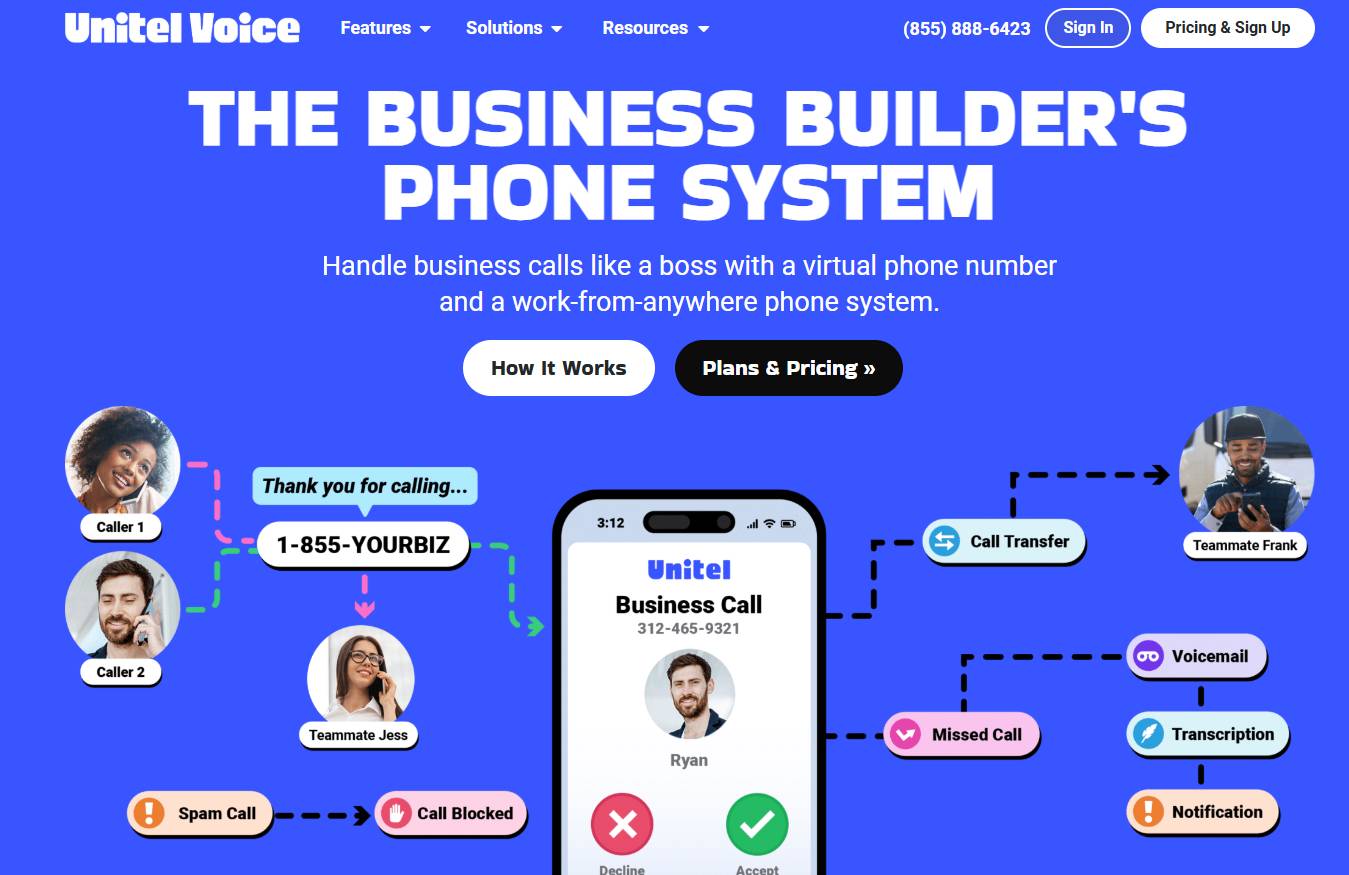 Unitel Voice
Features
Solutions
Resources
(855) 888-6423
Sign In
Pricing & Sign Up
THE BUSINESS BUILDER'S
PHONE SYSTEM
Handle business calls like a boss with a virtual phone number
and a work-from-anywhere phone system.
How It Works
Plans & Pricing »
Caller 1
Thank you for calling...
1-855-YOURBIZ
Caller 2
Teammate Jess
Spam Call
Call Blocked
3:12
Unitel
Business Call
312-465-9321
Ryan
Decline
Accept
Call Transfer
Teammate Frank
Missed Call
Voicemail
Transcription
Notification